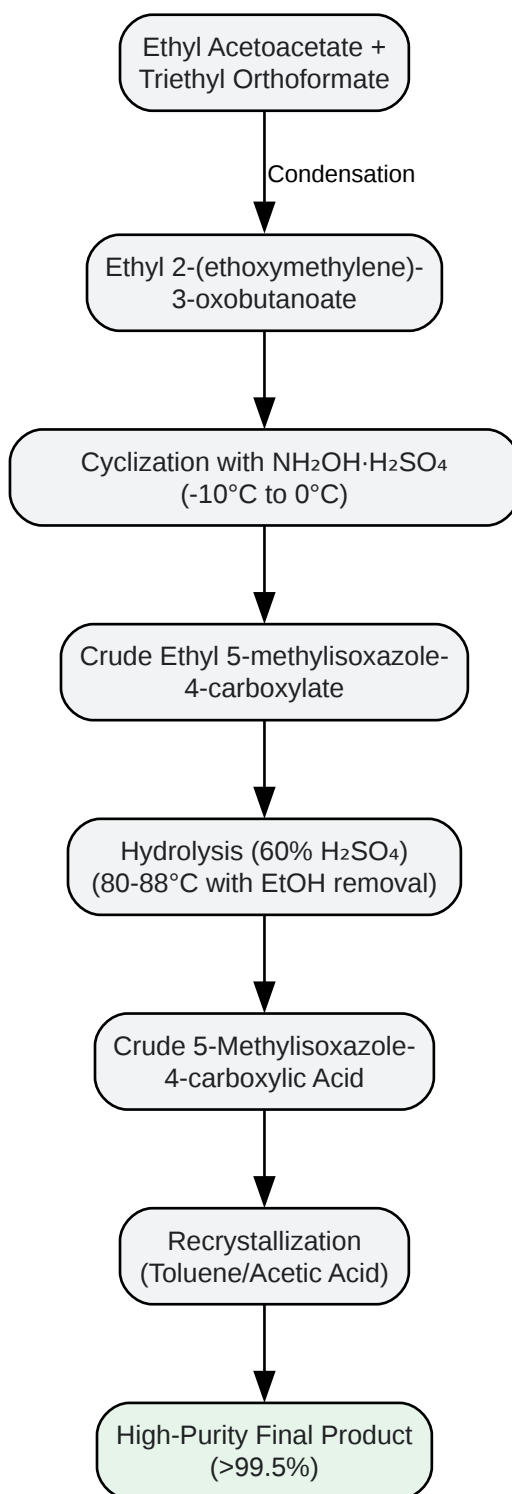 Ethyl Acetoacetate +
Triethyl Orthoformate
Condensation
Ethyl 2-(ethoxymethylene)-
3-oxobutanoate
Cyclization with NH₂OH·H₂SO₄
(-10°C to 0°C)
Crude Ethyl 5-methylisoxazole-
4-carboxylate
Hydrolysis (60% H₂SO₄)
(80-88°C with EtOH removal)
Crude 5-Methylisoxazole-
4-carboxylic Acid
Recrystallization
(Toluene/Acetic Acid)
High-Purity Final Product
(>99.5%)